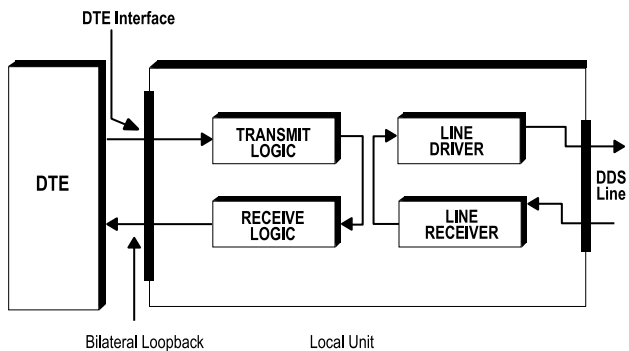 DTE Interface
DTE
TRANSMIT
LOGIC
LINE
DRIVER
RECEIVE
LOGIC
LINE
RECEIVER
DDS
Line
Bilateral Loopback
Local Unit